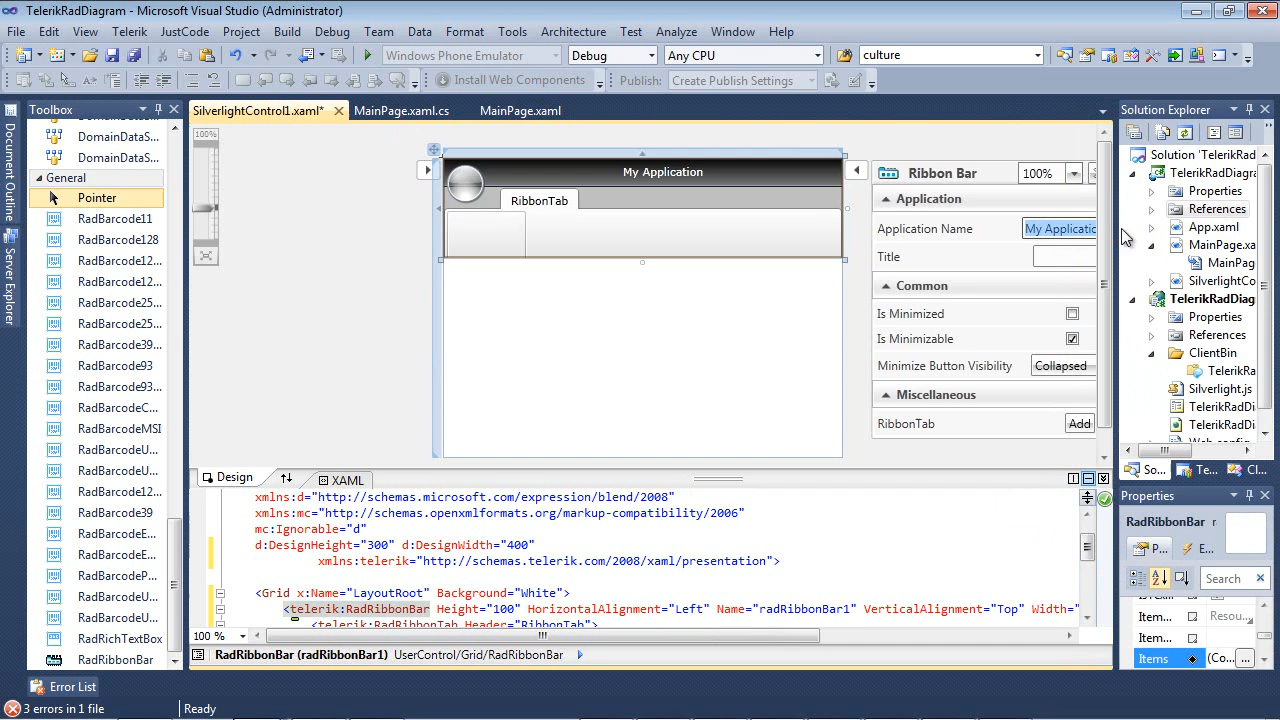 TelerikRadDiagram - Microsoft Visual Studio (Administrator)
File Edit View Telerik JustCode Project Build Debug Team Data Format Tools Architecture Test Analyze Window Help
Windows Phone Emulator Debug Any CPU culture
Install Web Components Publish: Create Publish Settings
Toolbox
DomainDataS...
DomainDataS...
General
Pointer
RadBarcode11
RadBarcode128
RadBarcode12...
RadBarcode12...
RadBarcode25...
RadBarcode25...
RadBarcode39...
RadBarcode93
RadBarcode93...
RadBarcodeC...
RadBarcodeMSI
RadBarcodeU...
RadBarcodeU...
RadBarcode12...
RadBarcode39
RadBarcodeE...
RadBarcodeE...
RadBarcodeP...
RadBarcodeU...
RadBarcodeU...
RadRichTextBox
RadRibbonBar
Document Outline
Server Explorer
SilverlightControl1.xaml* MainPage.xaml.cs MainPage.xaml
100%
My Application
RibbonTab
Ribbon Bar 100%
Application
Application Name My Applicatio
Title
Common
Is Minimized
Is Minimizable
Minimize Button Visibility Collapsed
Miscellaneous
RibbonTab Add
Design XAML
xmlns:d="http://schemas.microsoft.com/expression/blend/2008"
xmlns:mc="http://schemas.openxmlformats.org/markup-compatibility/2006"
mc:Ignorable="d"
d:DesignHeight="300" d:DesignWidth="400"
xmlns:telerik="http://schemas.telerik.com/2008/xaml/presentation">
<Grid x:Name="LayoutRoot" Background="White">
<telerik:RadRibbonBar Height="100" HorizontalAlignment="Left" Name="radRibbonBar1" VerticalAlignment="Top" Width="
<telerik:RadRibbonTab Header="RibbonTab">
100 %
RadRibbonBar (radRibbonBar1) UserControl/Grid/RadRibbonBar
Solution Explorer
Solution 'TelerikRad
TelerikRadDiagra
Properties
References
App.xaml
MainPage.xa
MainPag
SilverlightCo
TelerikRadDiag
Properties
References
ClientBin
TelerikRa
Silverlight.js
TelerikRadDi
TelerikRadDi
Web.config
So... Te... Cl...
Properties
RadRibbonBar r
P... E...
Search
Item... Resou...
Item...
Items (Co... ...
Error List
3 errors in 1 file Ready